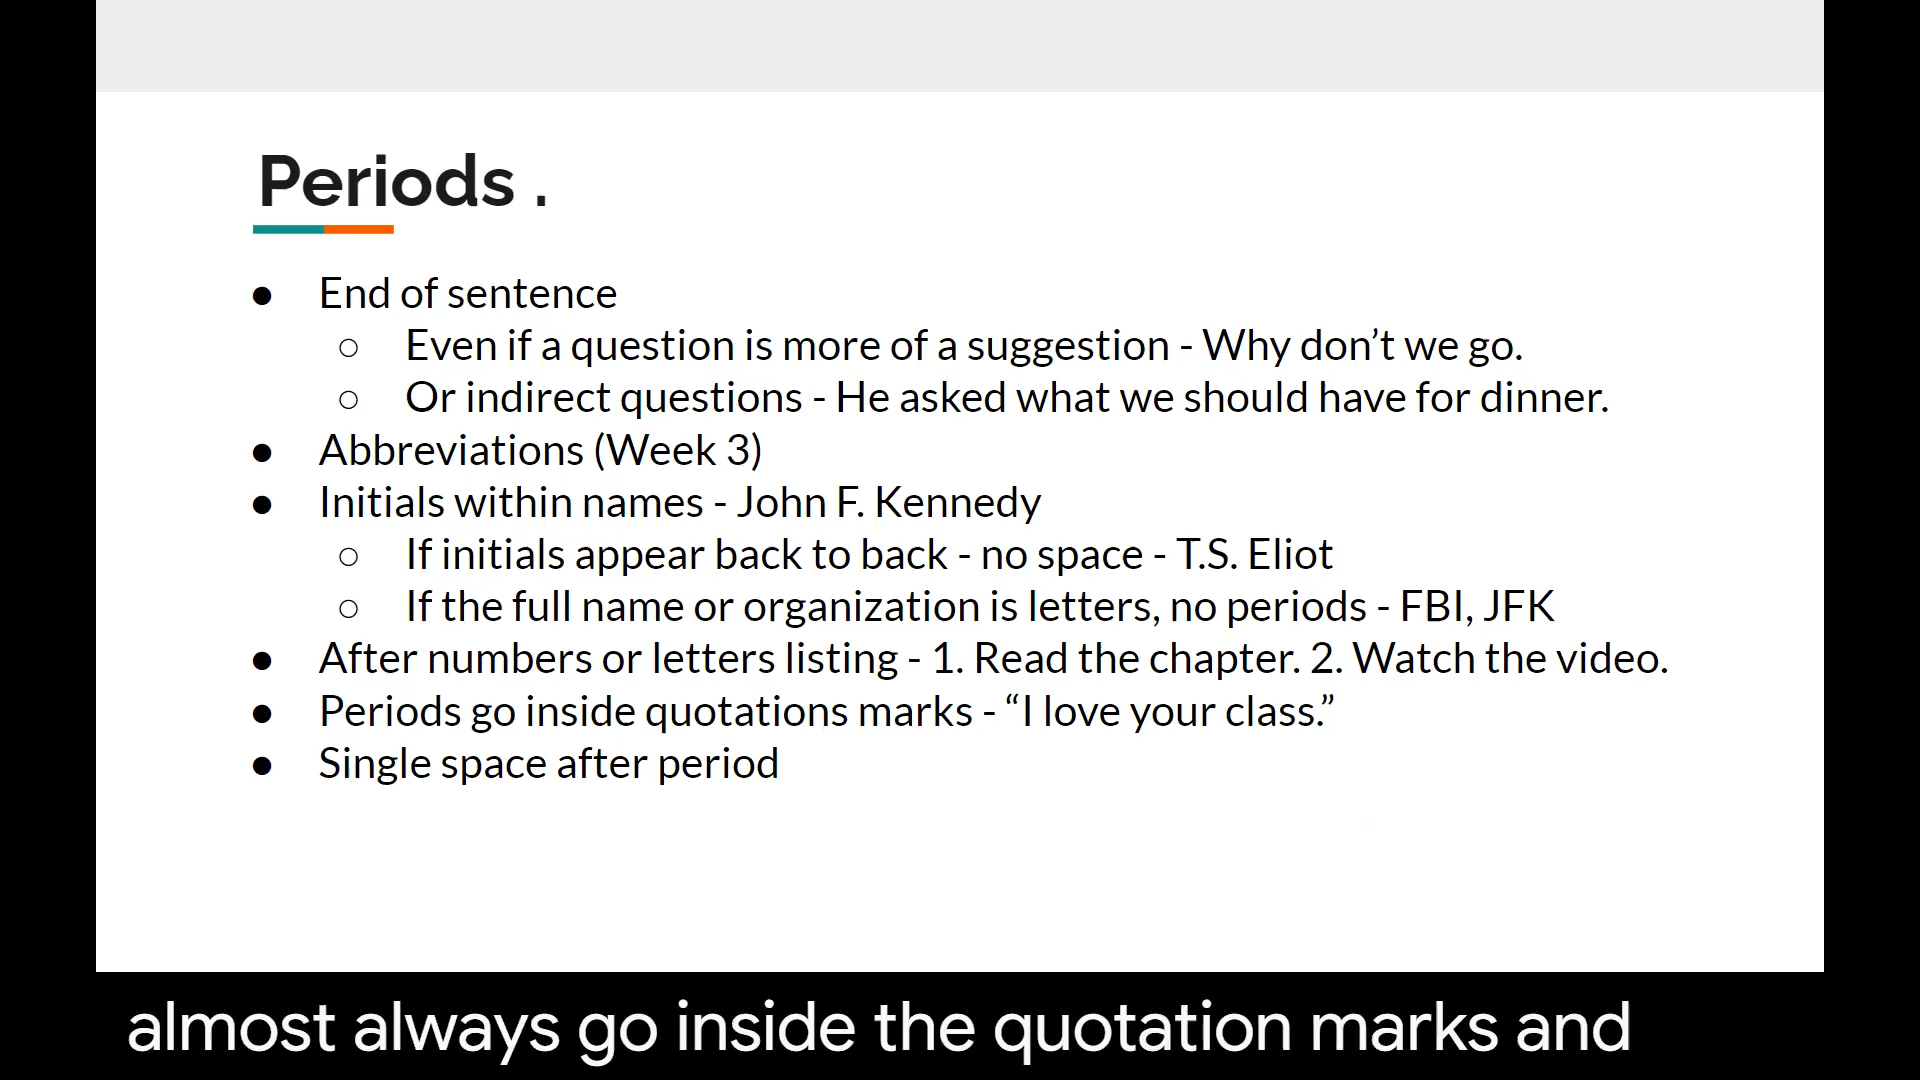 Periods .
● End of sentence
○ Even if a question is more of a suggestion - Why don’t we go.
○ Or indirect questions - He asked what we should have for dinner.
● Abbreviations (Week 3)
● Initials within names - John F. Kennedy
○ If initials appear back to back - no space - T.S. Eliot
○ If the full name or organization is letters, no periods - FBI, JFK
● After numbers or letters listing - 1. Read the chapter. 2. Watch the video.
● Periods go inside quotations marks - “I love your class.”
● Single space after period
almost always go inside the quotation marks and